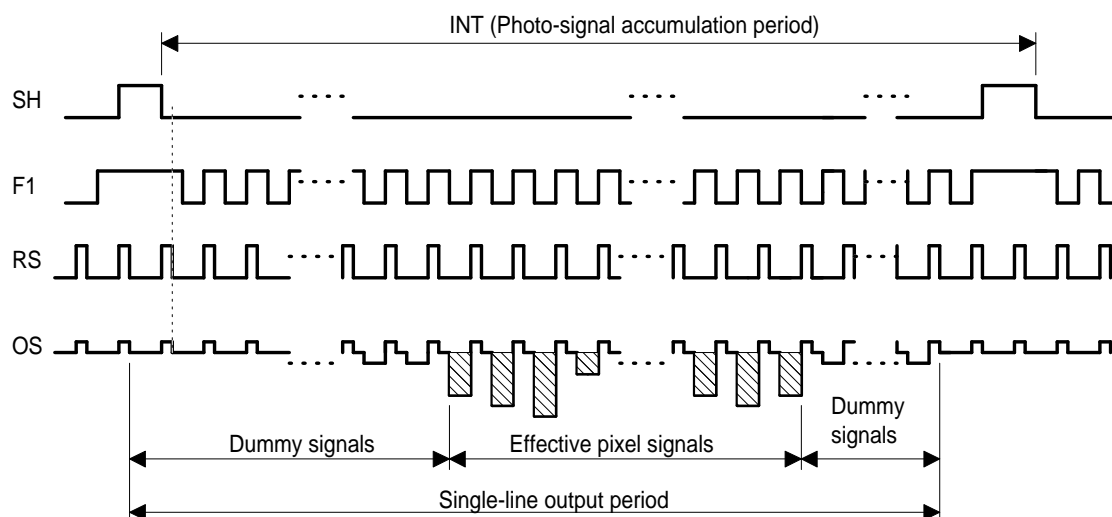 INT (Photo-signal accumulation period)
SH
F1
RS
OS
Dummy signals
Effective pixel signals
Dummy
signals
Single-line output period